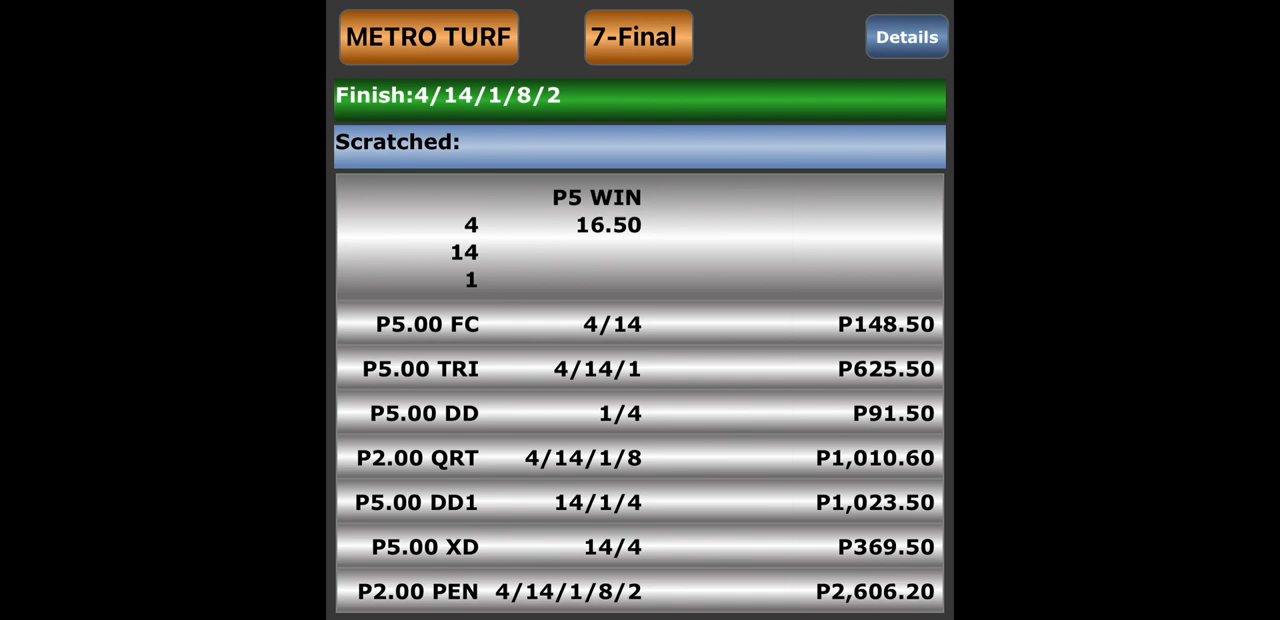 METRO TURF 7-Final Details
Finish:4/14/1/8/2
Scratched:
P5 WIN
4 16.50
14
1
P5.00 FC 4/14 P148.50
P5.00 TRI 4/14/1 P625.50
P5.00 DD 1/4 P91.50
P2.00 QRT 4/14/1/8 P1,010.60
P5.00 DD1 14/1/4 P1,023.50
P5.00 XD 14/4 P369.50
P2.00 PEN 4/14/1/8/2 P2,606.20